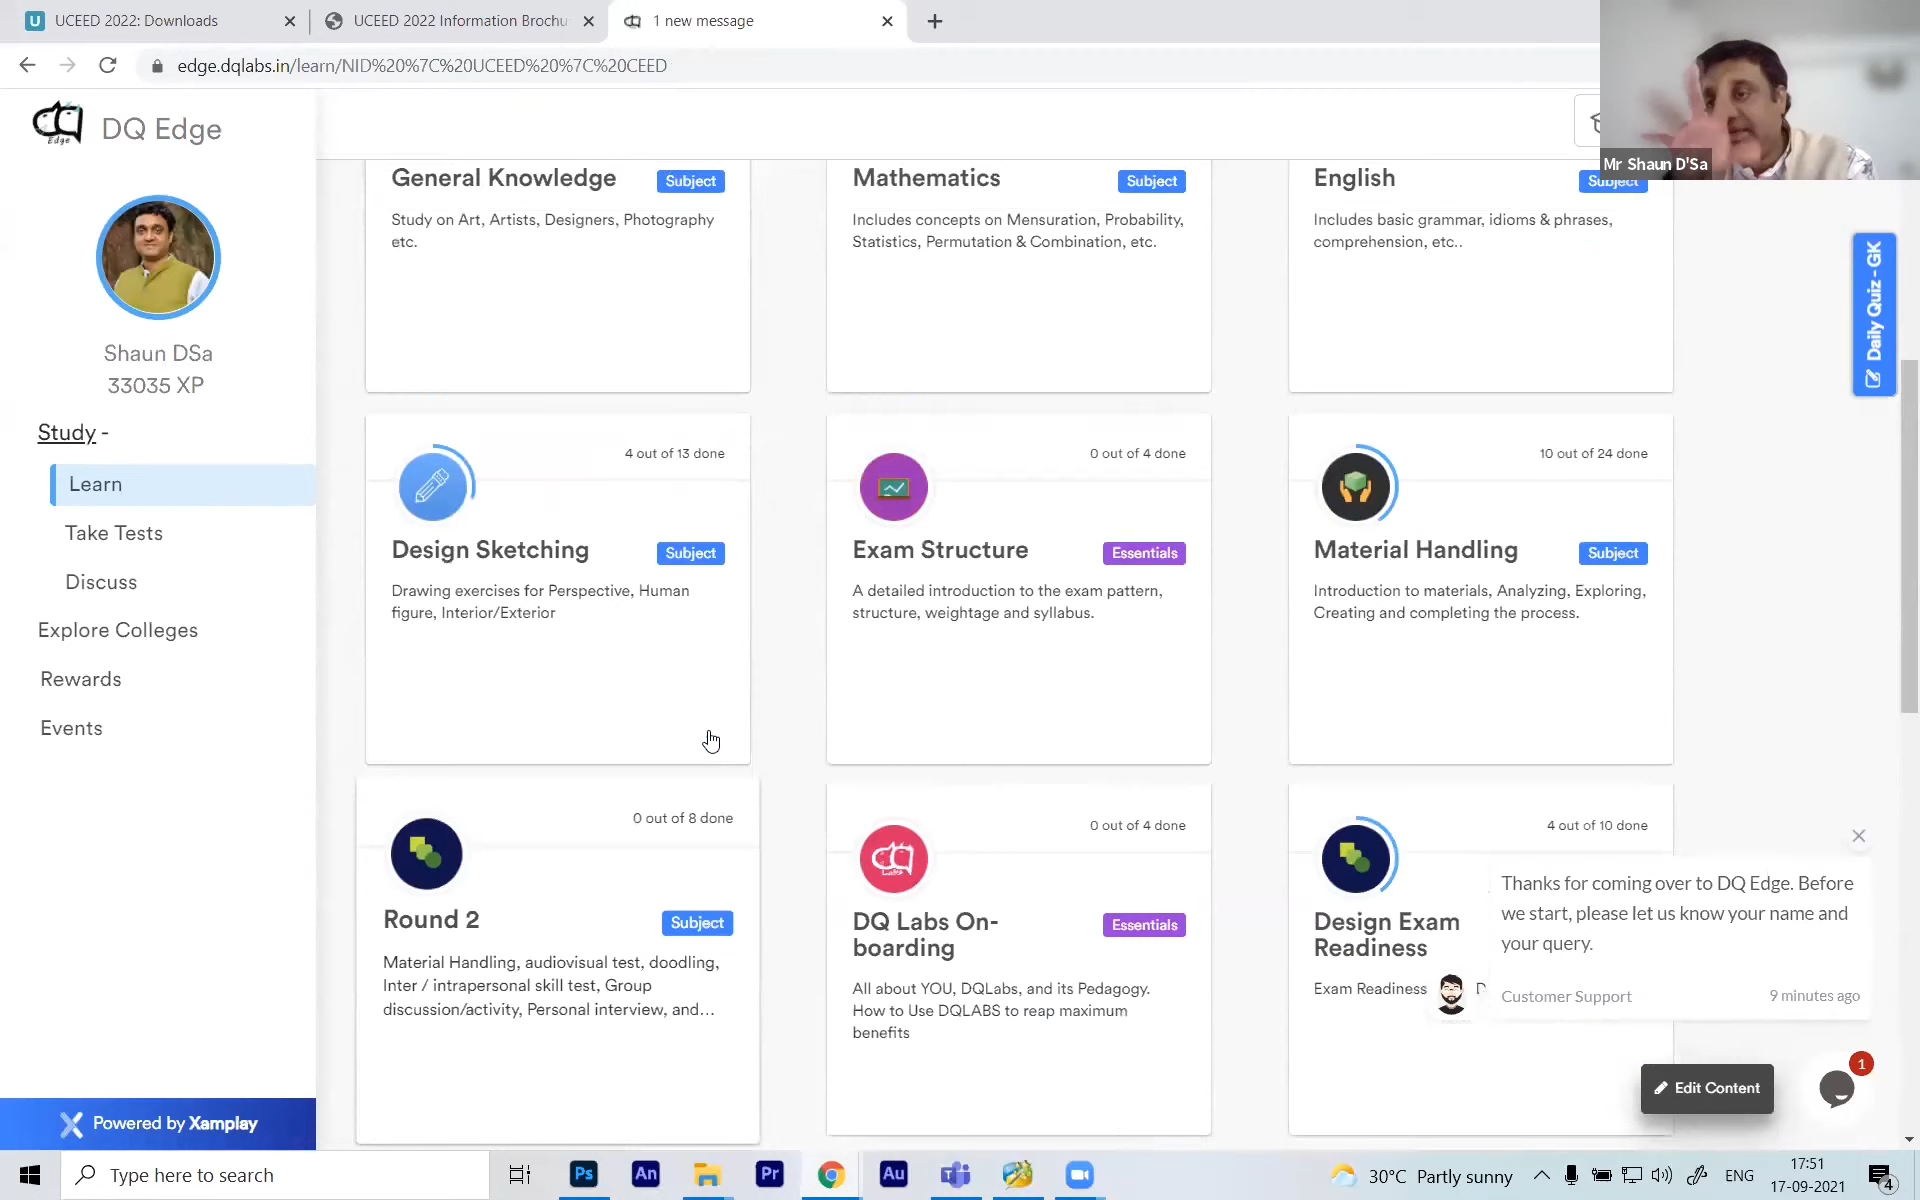 UCEED 2022: Downloads
UCEED 2022 Information Brochu
1 new message
edge.dqlabs.in/learn/NID%20%7C%20UCEED%20%7C%20CEED
Edge
DQ Edge
Mr Shaun D'Sa
General Knowledge
Subject
Study on Art, Artists, Designers, Photography
etc.
Mathematics
Subject
Includes concepts on Mensuration, Probability,
Statistics, Permutation & Combination, etc.
English
Subject
Includes basic grammar, idioms & phrases,
comprehension, etc..
Daily Quiz - GK
Shaun DSa
33035 XP
Study -
Learn
Take Tests
Discuss
Explore Colleges
Rewards
Events
4 out of 13 done
Design Sketching
Subject
Drawing exercises for Perspective, Human
figure, Interior/Exterior
0 out of 4 done
Exam Structure
Essentials
A detailed introduction to the exam pattern,
structure, weightage and syllabus.
10 out of 24 done
Material Handling
Subject
Introduction to materials, Analyzing, Exploring,
Creating and completing the process.
0 out of 8 done
Round 2
Subject
Material Handling, audiovisual test, doodling,
Inter / intrapersonal skill test, Group
discussion/activity, Personal interview, and...
0 out of 4 done
Labs
DQ Labs On-
boarding
Essentials
All about YOU, DQLabs, and its Pedagogy.
How to Use DQLABS to reap maximum
benefits
4 out of 10 done
Design Exam
Readiness
Exam Readiness
Thanks for coming over to DQ Edge. Before
we start, please let us know your name and
your query.
Customer Support
9 minutes ago
Edit Content
1
Powered by Xamplay
Type here to search
Ps
An
Pr
Au
30°C Partly sunny
ENG
17:51
17-09-2021
4